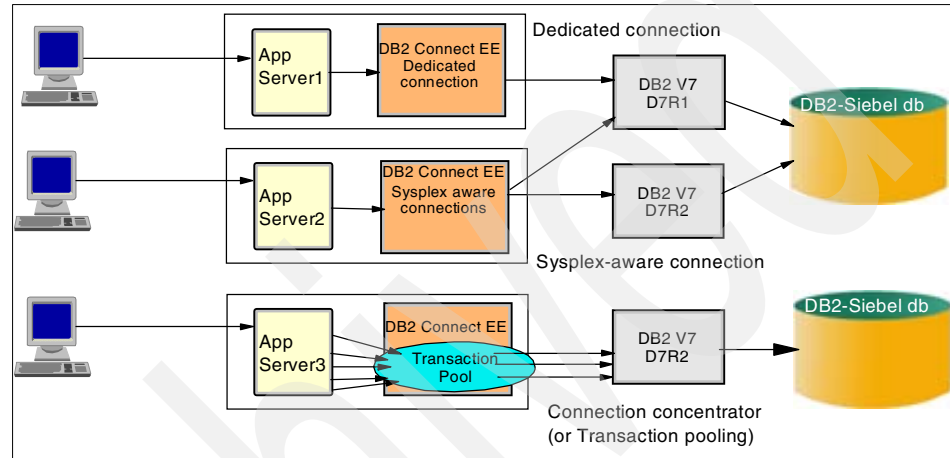 Dedicated connection
App
Server1
DB2 Connect EE
Dedicated
connection
DB2 V7
D7R1
DB2-Siebel db
App
Server2
DB2 Connect EE
Sysplex aware
connections
DB2 V7
D7R2
Sysplex-aware connection
App
Server3
DB2 Connect EE
Transaction
Pool
DB2 V7
D7R2
DB2-Siebel db
Connection concentrator
(or Transaction pooling)